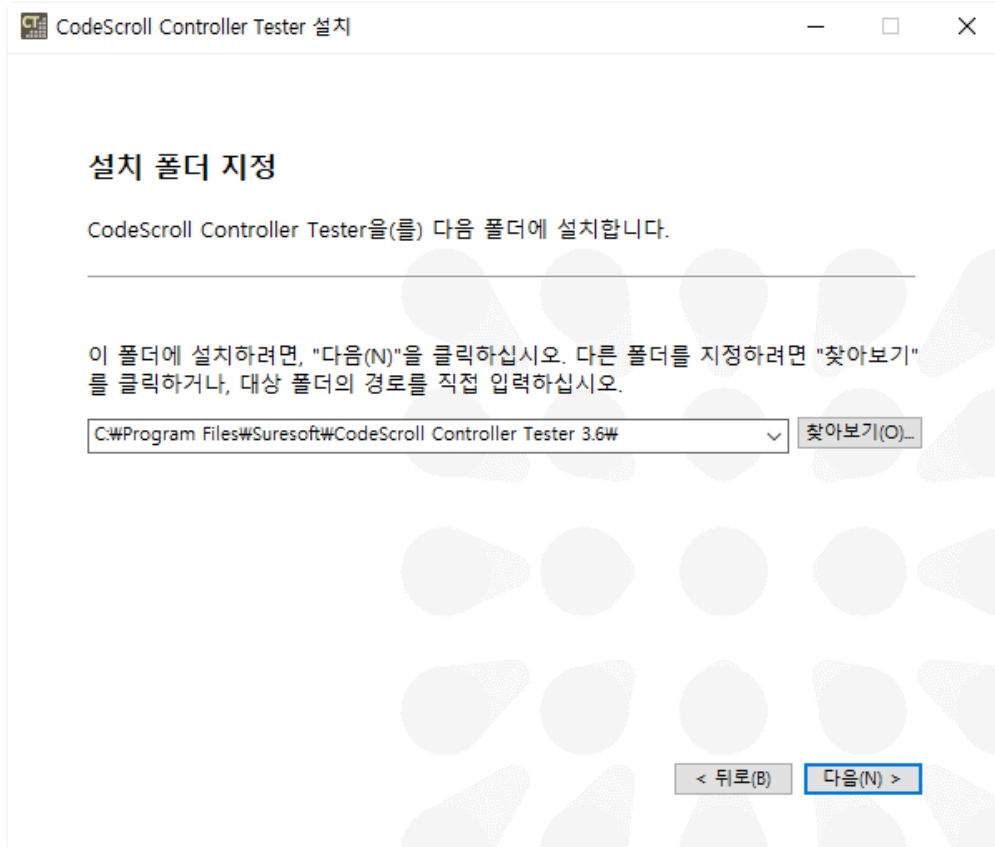 CT
CodeScroll Controller Tester 설치
설치 폴더 지정
CodeScroll Controller Tester을(를) 다음 폴더에 설치합니다.
이 폴더에 설치하려면, "다음(N)"을 클릭하십시오. 다른 폴더를 지정하려면 "찾아보기"
를 클릭하거나, 대상 폴더의 경로를 직접 입력하십시오.
C:₩Program Files₩Suresoft₩CodeScroll Controller Tester 3.6₩
찾아보기(O)...
< 뒤로(B)
다음(N) >